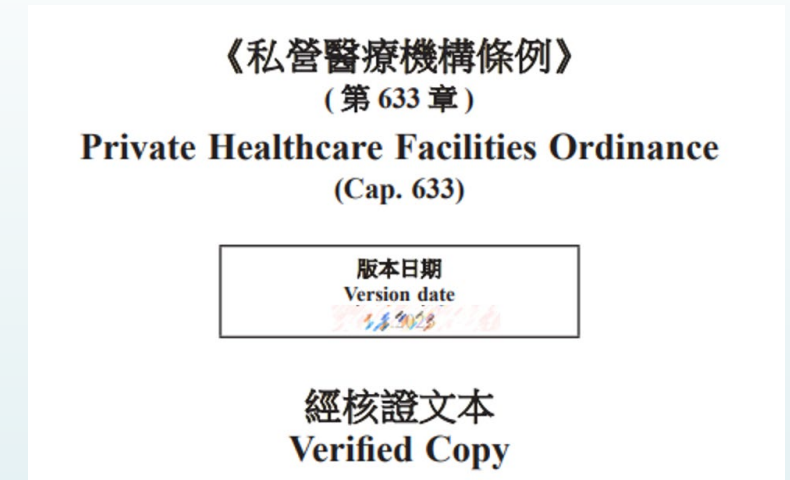 《私營醫療機構條例》
(第 633 章)
Private Healthcare Facilities Ordinance
(Cap. 633)
版本日期
Version date
經核證文本
Verified Copy